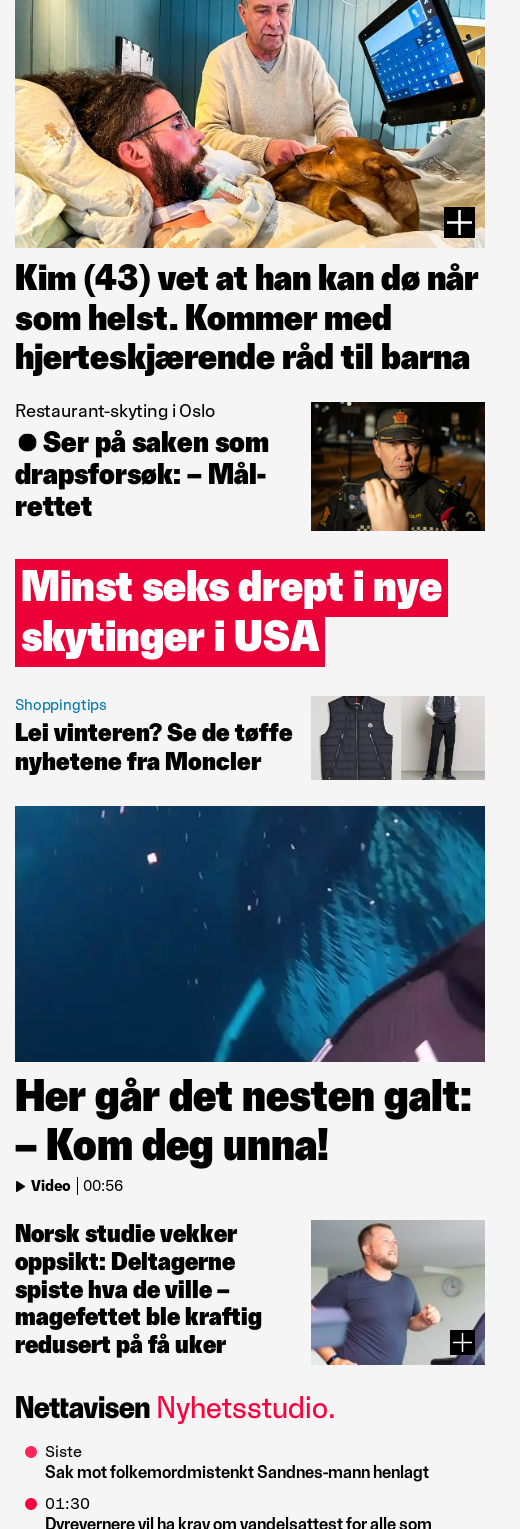 Kim (43) vet at han kan dø når
som helst. Kommer med
hjerteskjærende råd til barna
Restaurant-skyting i Oslo
Ser på saken som
drapsforsøk: – Mål-
rettet
Minst seks drept i nye
skytinger i USA
Shoppingtips
Lei vinteren? Se de tøffe
nyhetene fra Moncler
Her går det nesten galt:
– Kom deg unna!
Video | 00:56
Norsk studie vekker
oppsikt: Deltagerne
spiste hva de ville –
magefettet ble kraftig
redusert på få uker
Nettavisen Nyhetsstudio.
Siste
Sak mot folkemordmistenkt Sandnes-mann henlagt
01:30
Dyrevernere vil ha krav om vandelsattest for alle som